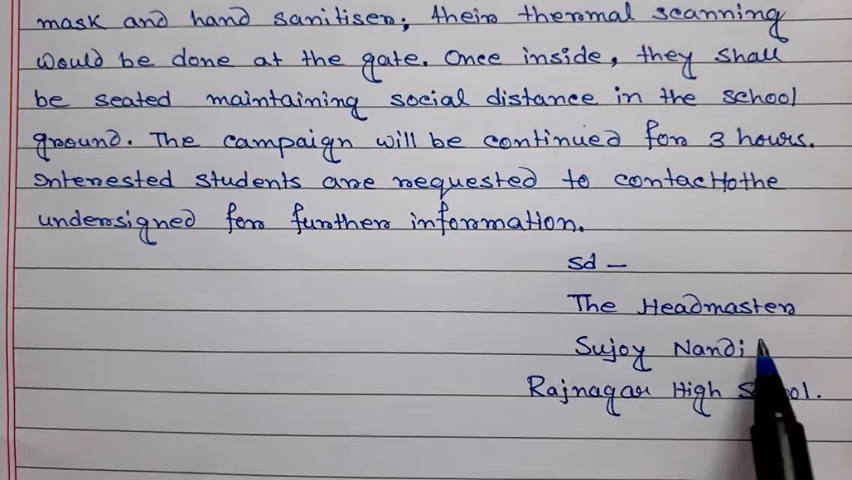 mask and hand sanitiser; their thermal scanning
would be done at the gate. Once inside, they shall
be seated maintaining social distance in the school
ground. The campaign will be continued for 3 hours.
Interested students are requested to contact to the
undersigned for further information.
sd -
The Headmaster
Sujoy Nandi
Rajnagar High School.